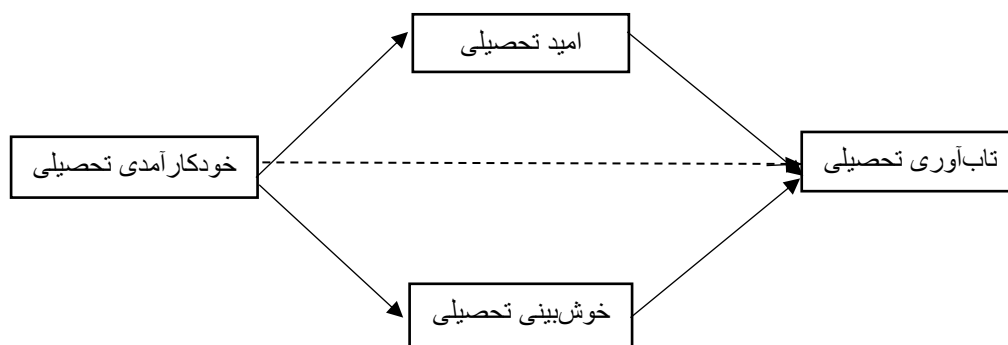 امید تحصیلی
خودکارآمدی تحصیلی
تاب‌آوری تحصیلی
خوش‌بینی تحصیلی